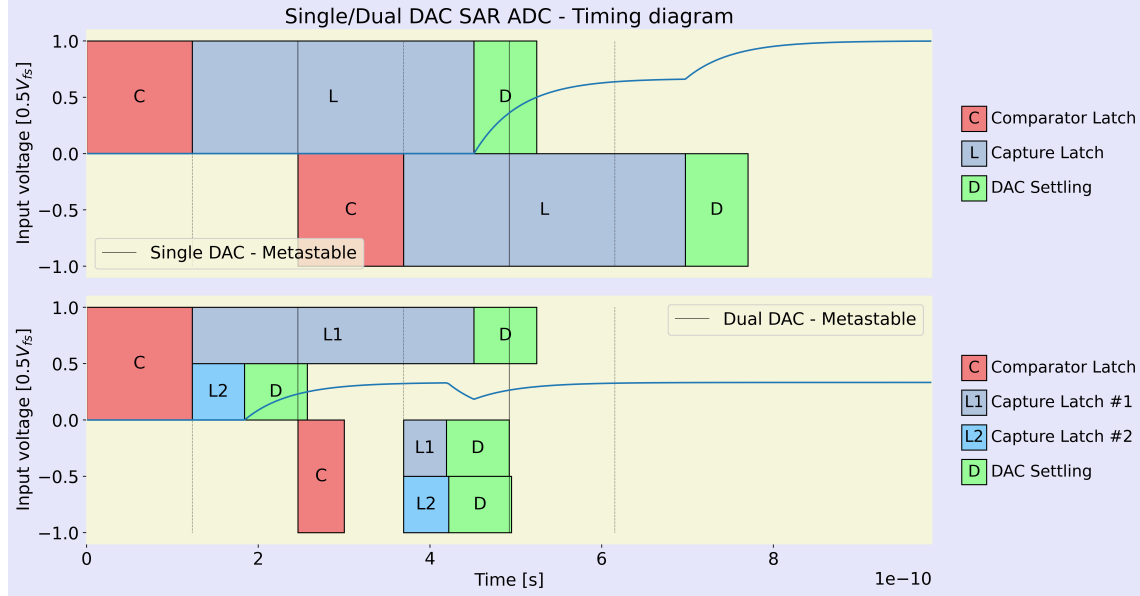 Single/Dual DAC SAR ADC - Timing diagram
Input voltage [0.5V_fs]
1.0
0.5
0.0
−0.5
−1.0
C
L
D
C
L
D
Single DAC - Metastable
C Comparator Latch
L Capture Latch
D DAC Settling
Input voltage [0.5V_fs]
1.0
0.5
0.0
−0.5
−1.0
C
L1
D
L2
D
C
L1
D
L2
D
Dual DAC - Metastable
C Comparator Latch
L1 Capture Latch #1
L2 Capture Latch #2
D DAC Settling
0 2 4 6 8
Time [s]
1e−10